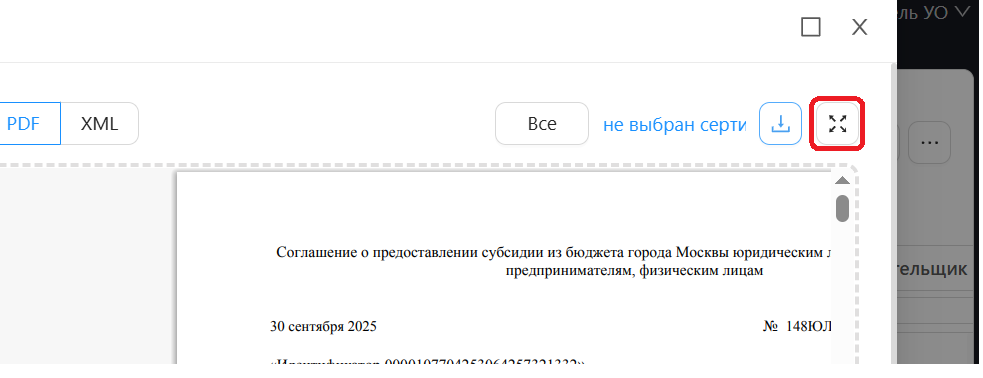 ль УО
PDF XML Все не выбран серти
...
Соглашение о предоставлении субсидии из бюджета города Москвы юридическим л
предпринимателям, физическим лицам
тельщик
30 сентября 2025 № 148ЮЛ